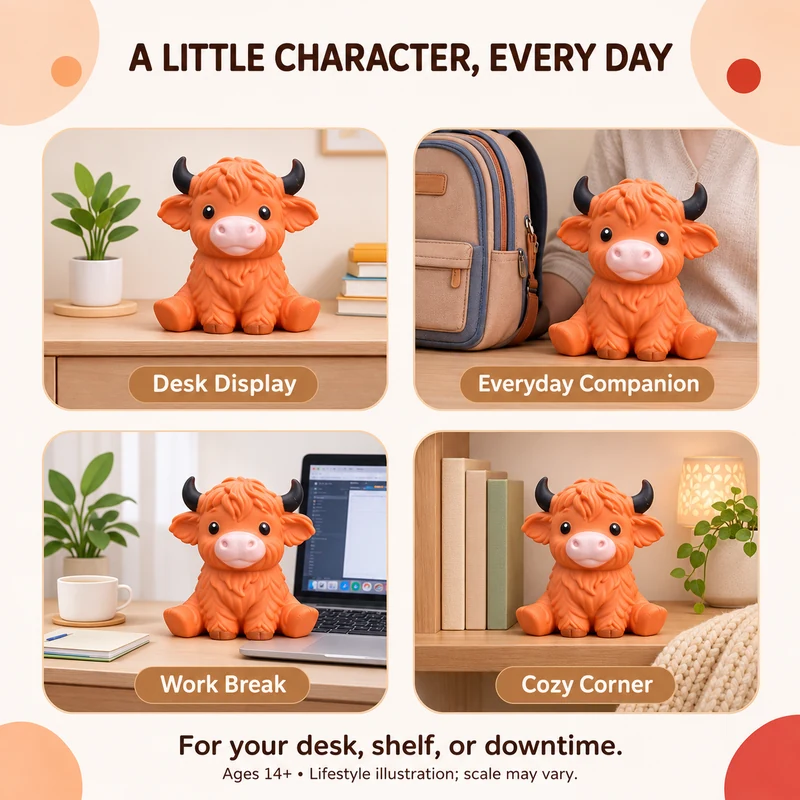 A LITTLE CHARACTER, EVERY DAY
Desk Display
Everyday Companion
Work Break
Cozy Corner
For your desk, shelf, or downtime.
Ages 14+ • Lifestyle illustration; scale may vary.